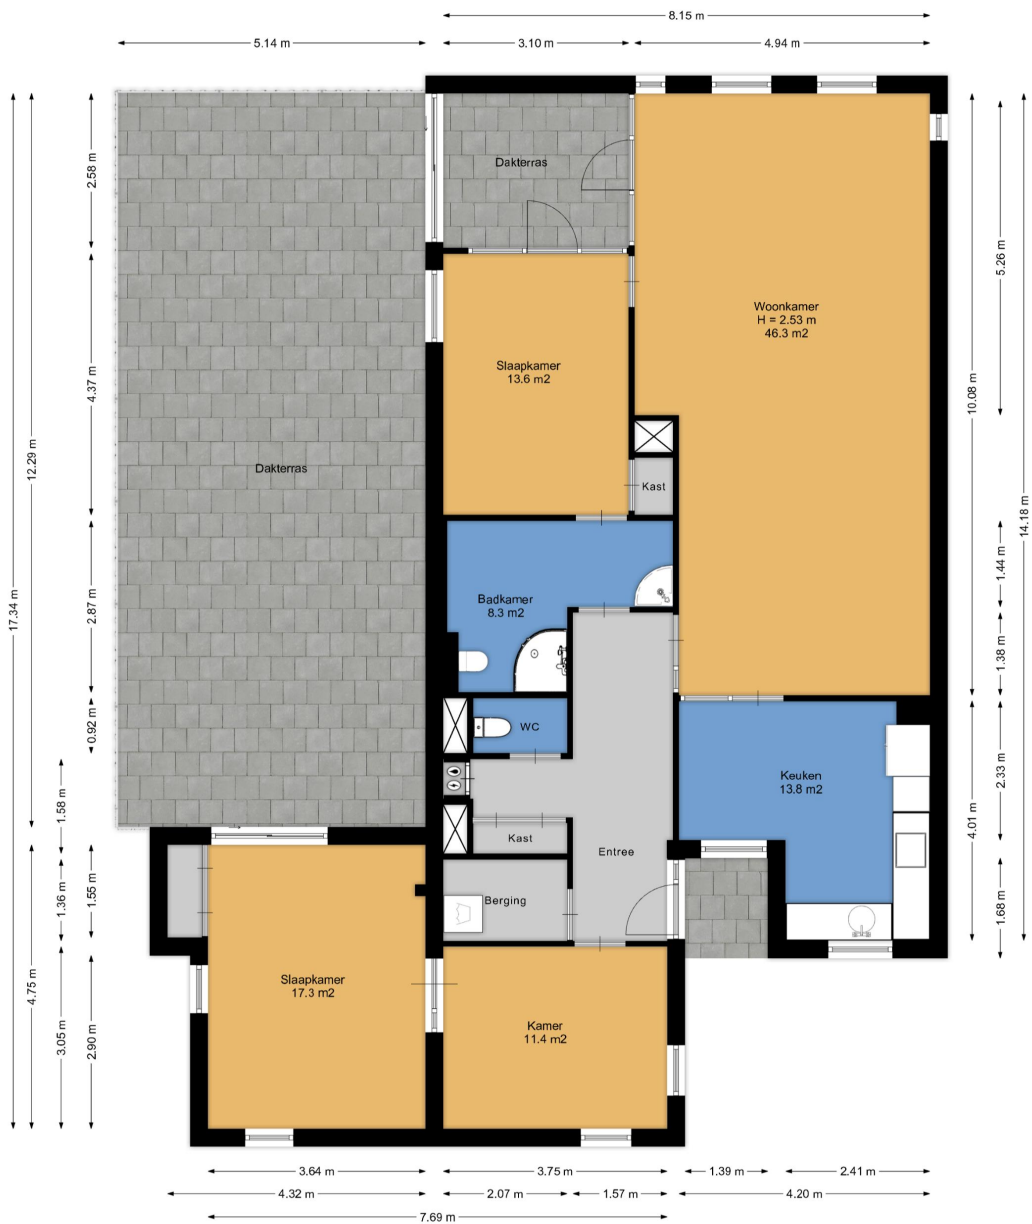 8.15 m
5.14 m
3.10 m
4.94 m
Dakterras
2.58 m
5.26 m
Woonkamer
H = 2.53 m
46.3 m2
Slaapkamer
13.6 m2
4.37 m
10.08 m
12.29 m
Dakterras
Kast
14.18 m
17.34 m
1.44 m
Badkamer
8.3 m2
2.87 m
1.38 m
0.92 m
WC
2.33 m
Keuken
13.8 m2
1.58 m
4.01 m
Kast
Entree
1.36 m
1.55 m
Berging
1.68 m
4.75 m
Slaapkamer
17.3 m2
3.05 m
2.90 m
Kamer
11.4 m2
3.64 m
3.75 m
1.39 m
2.41 m
4.32 m
2.07 m
1.57 m
4.20 m
7.69 m